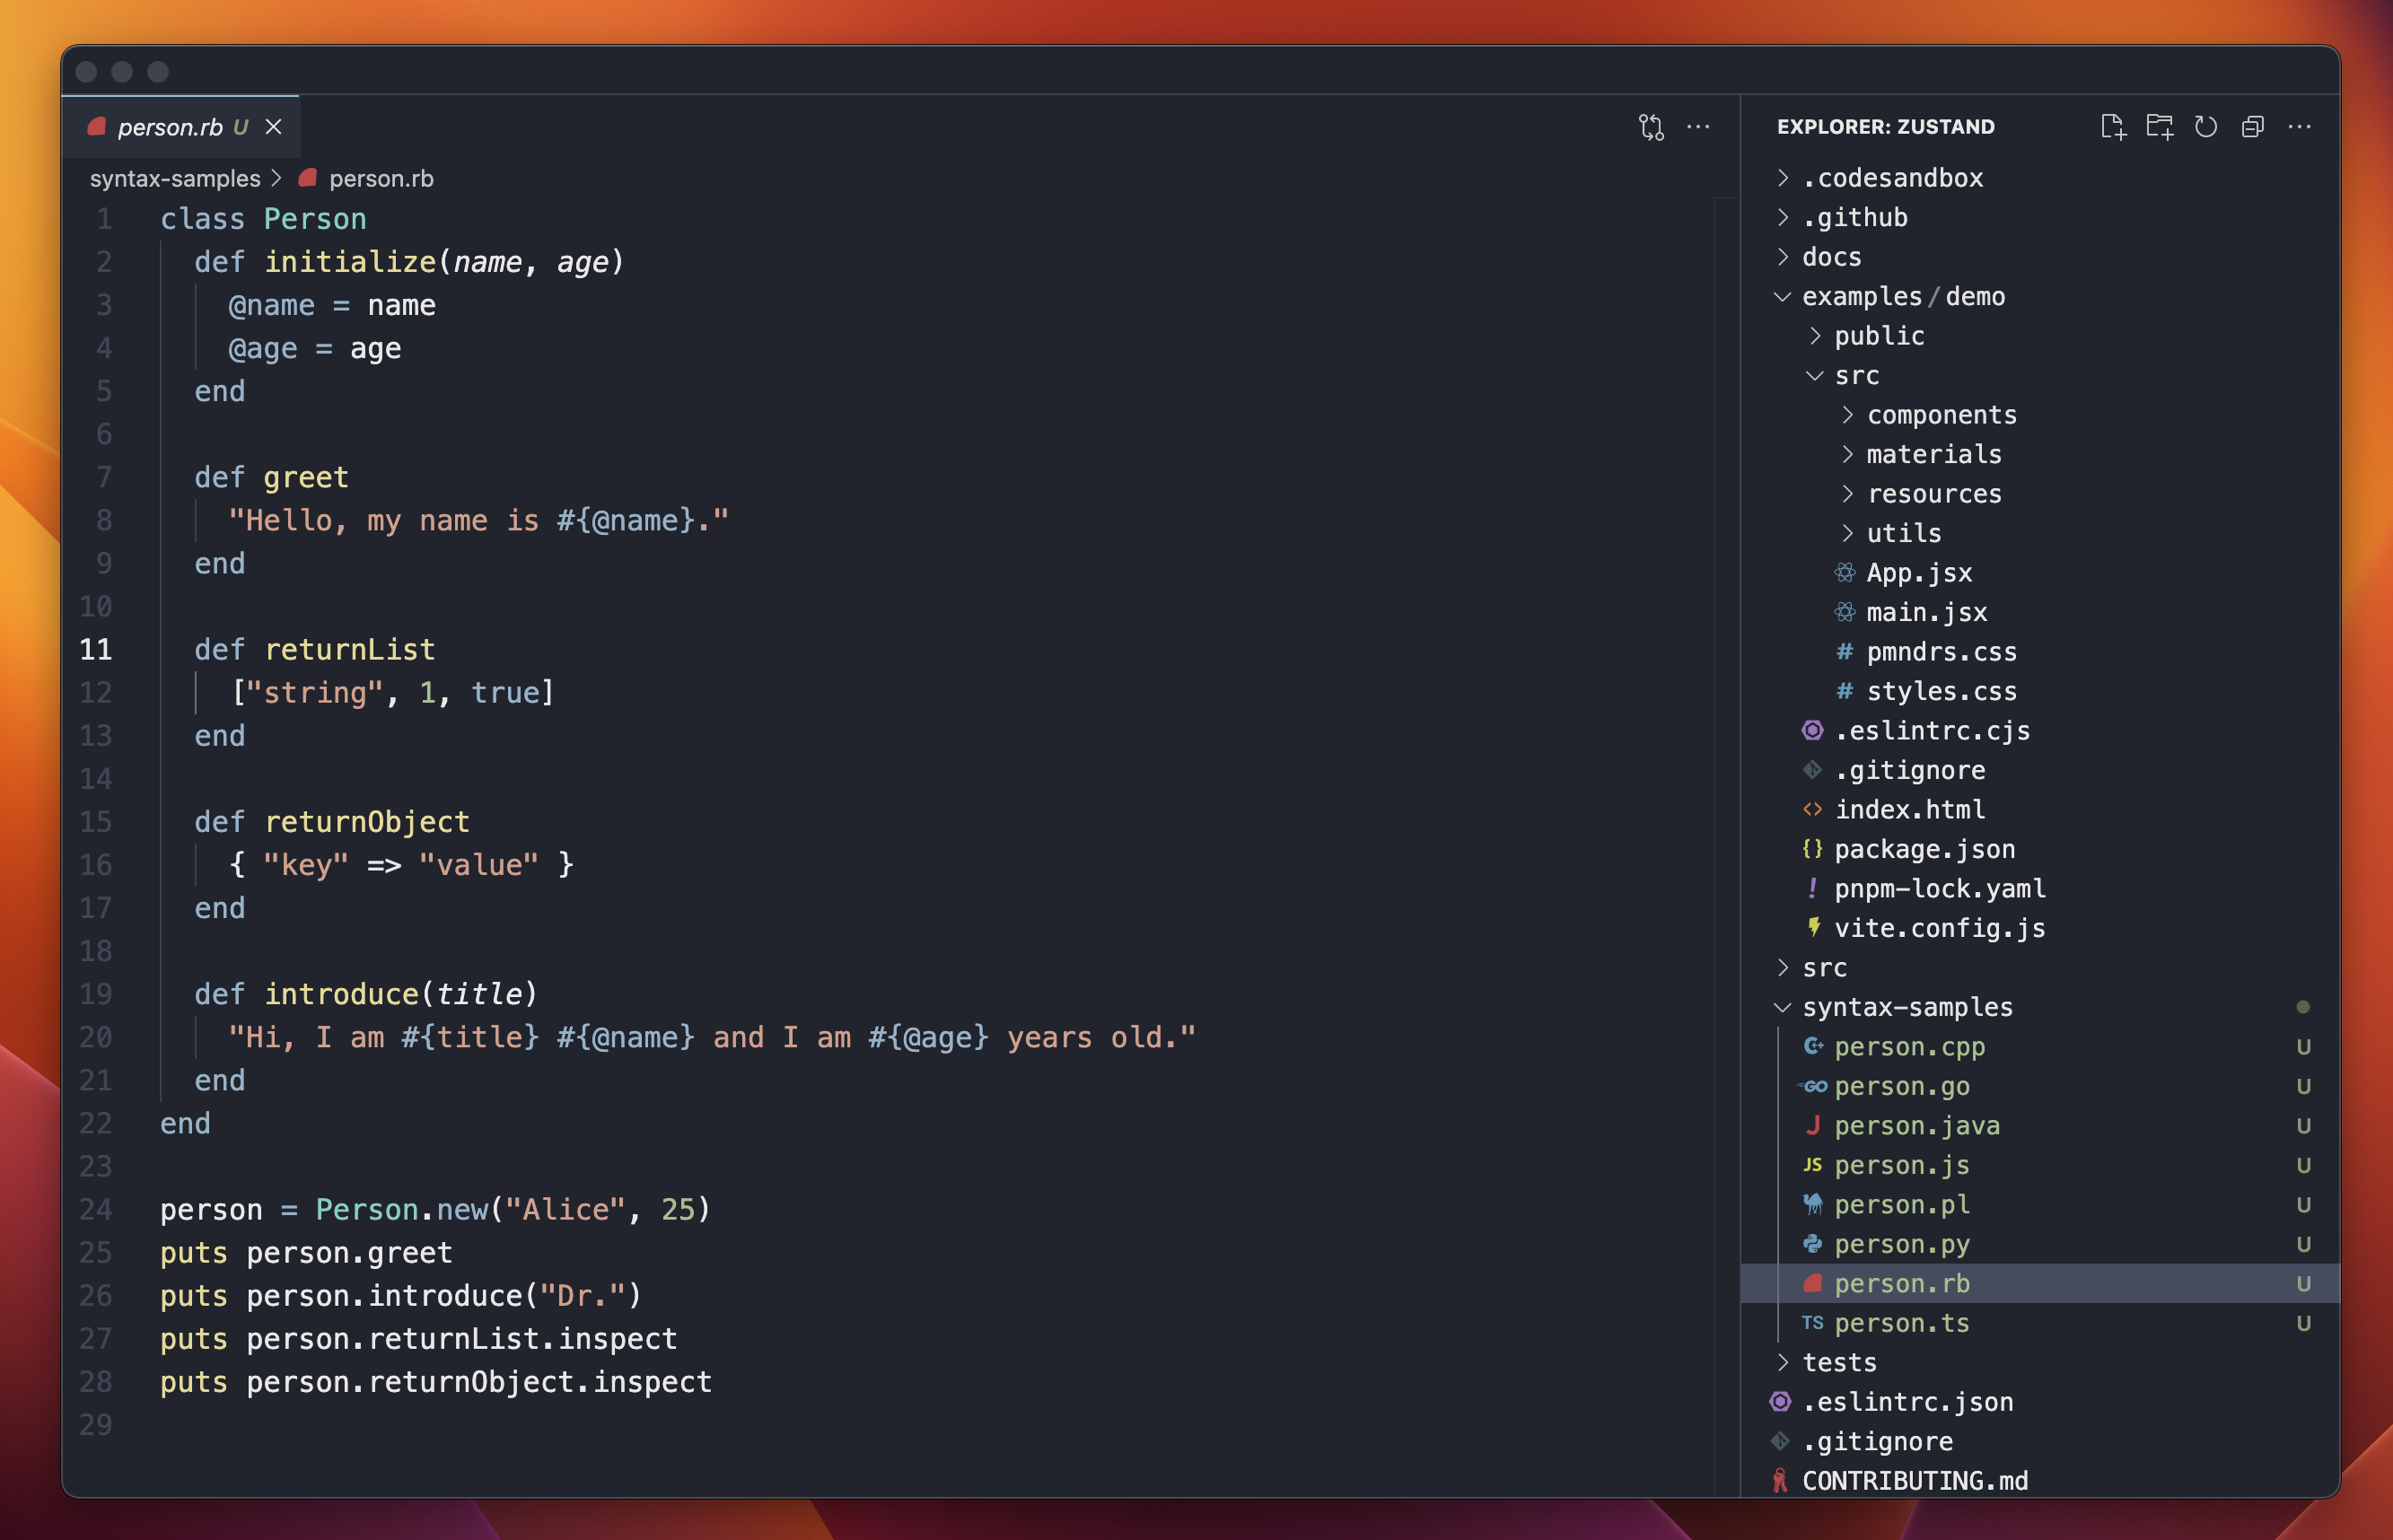 person.rb U
syntax-samples > person.rb
1 class Person
2   def initialize(name, age)
3     @name = name
4     @age = age
5   end
6
7   def greet
8     "Hello, my name is #{@name}."
9   end
10
11   def returnList
12     ["string", 1, true]
13   end
14
15   def returnObject
16     { "key" => "value" }
17   end
18
19   def introduce(title)
20     "Hi, I am #{title} #{@name} and I am #{@age} years old."
21   end
22 end
23
24 person = Person.new("Alice", 25)
25 puts person.greet
26 puts person.introduce("Dr.")
27 puts person.returnList.inspect
28 puts person.returnObject.inspect
29
EXPLORER: ZUSTAND
.codesandbox
.github
docs
examples/demo
public
src
components
materials
resources
utils
App.jsx
main.jsx
# pmndrs.css
# styles.css
.eslintrc.cjs
.gitignore
<> index.html
{} package.json
! pnpm-lock.yaml
vite.config.js
src
syntax-samples
C++ person.cpp U
GO person.go U
J person.java U
JS person.js U
person.pl U
person.py U
person.rb U
TS person.ts U
tests
.eslintrc.json
.gitignore
CONTRIBUTING.md